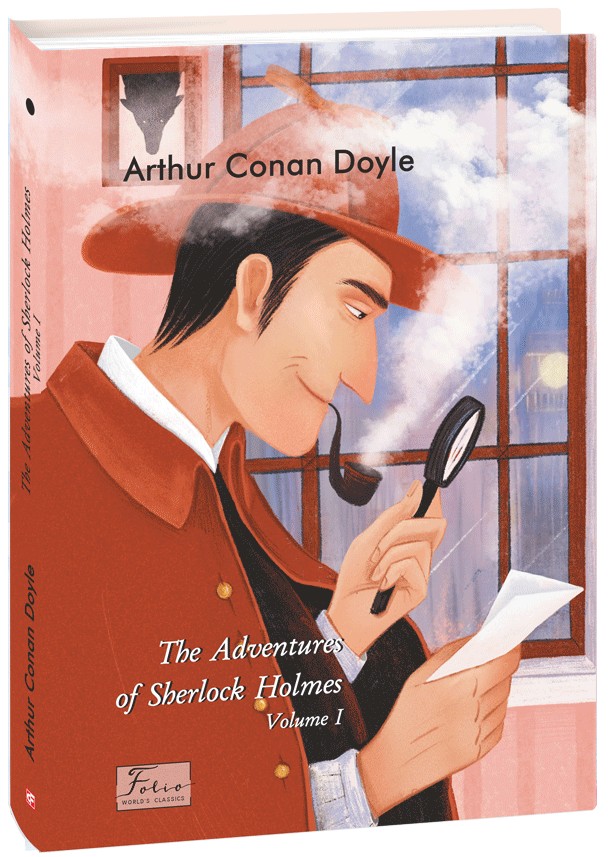 Arthur Conan Doyle
The Adventures
of Sherlock Holmes
Volume I
Folio
WORLD'S CLASSICS
The Adventures of Sherlock Holmes
Volume I
Arthur Conan Doyle